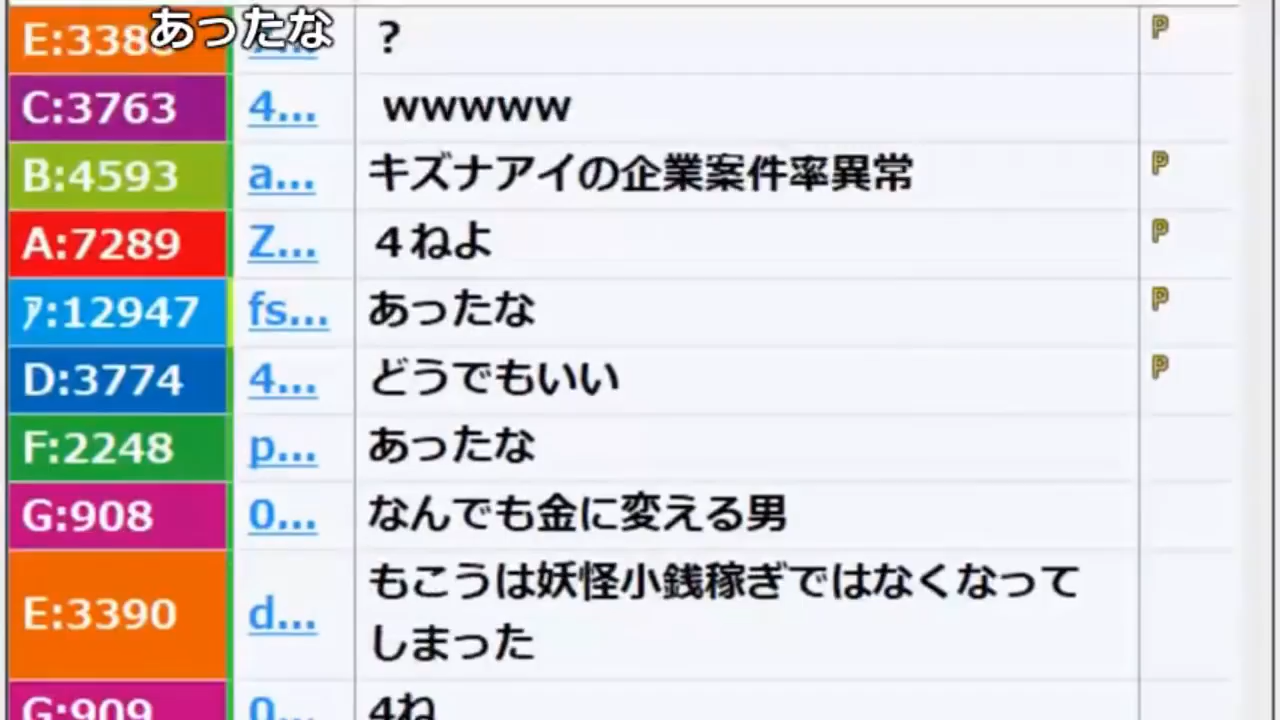 あったな
E:338
?
C:3763 4... wwwww
B:4593 a... キズナアイの企業案件率異常 P
A:7289 Z... 4ねよ P
ｱ:12947 fs... あったな P
D:3774 4... どうでもいい P
F:2248 p... あったな
G:908 0... なんでも金に変える男
E:3390 d... もこうは妖怪小銭稼ぎではなくなって
しまった
G:909 0... 4ね